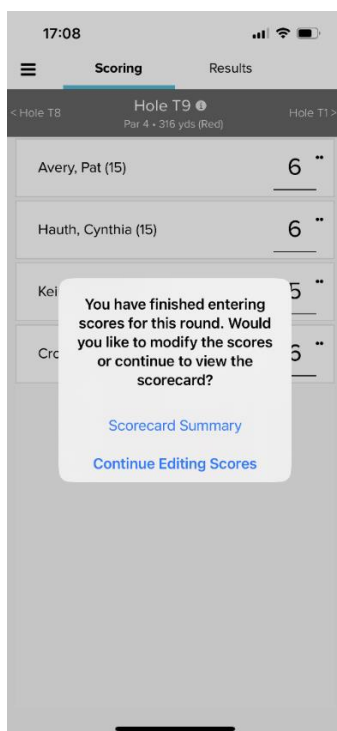 17:08
Scoring Results
< Hole T8 Hole T9 Hole T1 >
Par 4 • 316 yds (Red)
Avery, Pat (15) 6 ••
Hauth, Cynthia (15) 6 ••
Kei 5 ••
Cro 6 ••
You have finished entering
scores for this round. Would
you like to modify the scores
or continue to view the
scorecard?
Scorecard Summary
Continue Editing Scores